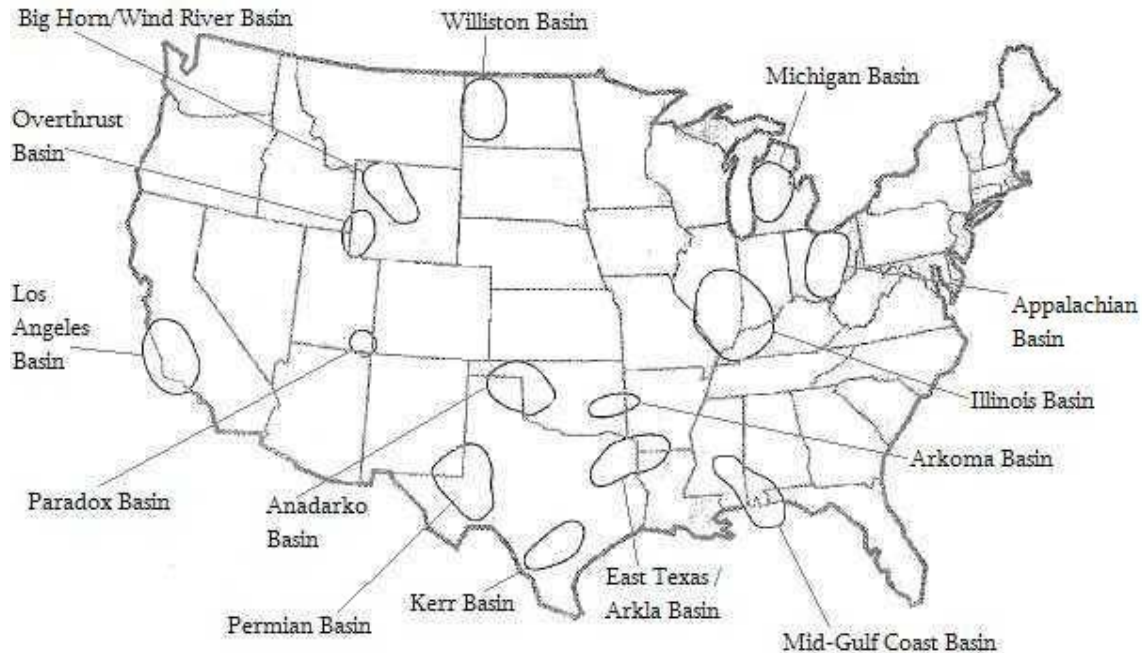 Big Horn/Wind River Basin
Williston Basin
Michigan Basin
Overthrust
Basin
Los
Angeles
Basin
Appalachian
Basin
Illinois Basin
Arkoma Basin
Paradox Basin
Anadarko
Basin
East Texas /
Arkla Basin
Kerr Basin
Permian Basin
Mid-Gulf Coast Basin